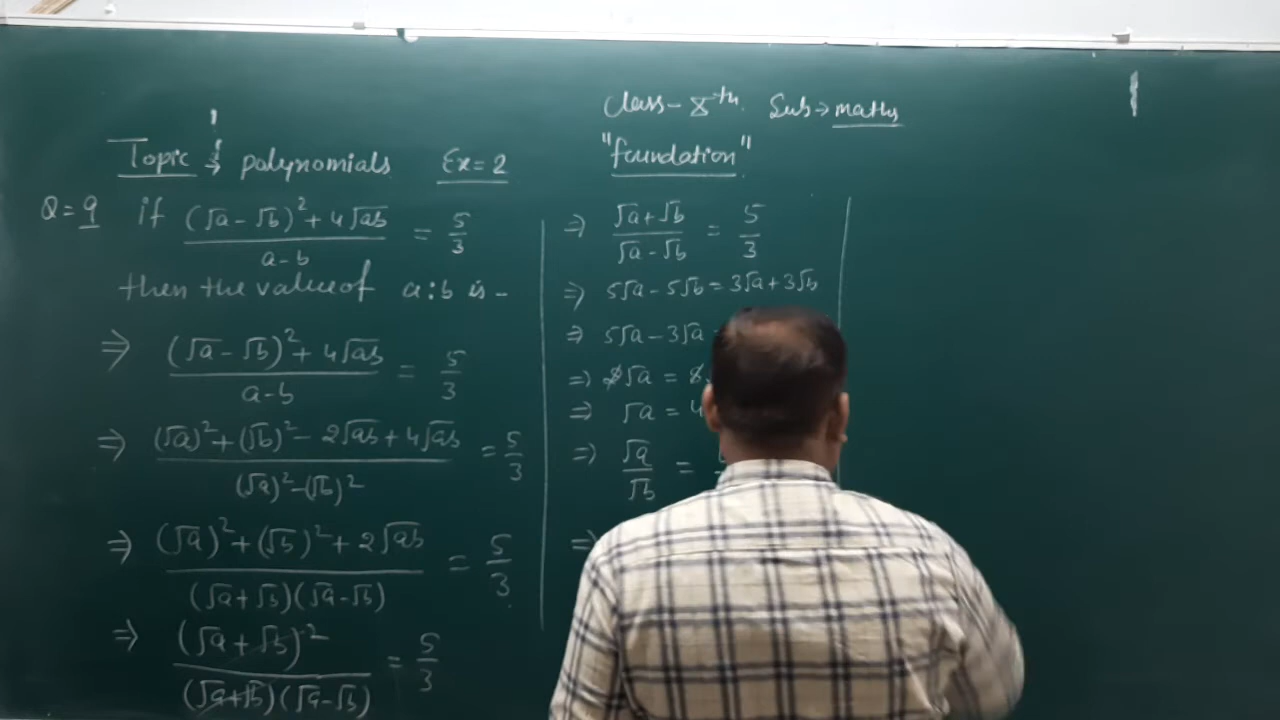 Class - 8th. Sub → maths
Topic → polynomials Ex = 2 "foundation"
Q = 9 if ((√a - √b)² + 4√ab)/(a-b) = 5/3
then the value of a : b is -
⇒ ((√a - √b)² + 4√ab)/(a-b) = 5/3
⇒ ((√a)² + (√b)² - 2√ab + 4√ab)/((√a)² - (√b)²) = 5/3
⇒ ((√a)² + (√b)² + 2√ab)/((√a + √b)(√a - √b)) = 5/3
⇒ (√a + √b)²/((√a + √b)(√a - √b)) = 5/3
⇒ (√a + √b)/(√a - √b) = 5/3
⇒ 5√a - 5√b = 3√a + 3√b
⇒ 5√a - 3√a
⇒ 2√a = 8
⇒ √a = 4
⇒ √a/√b =
⇒